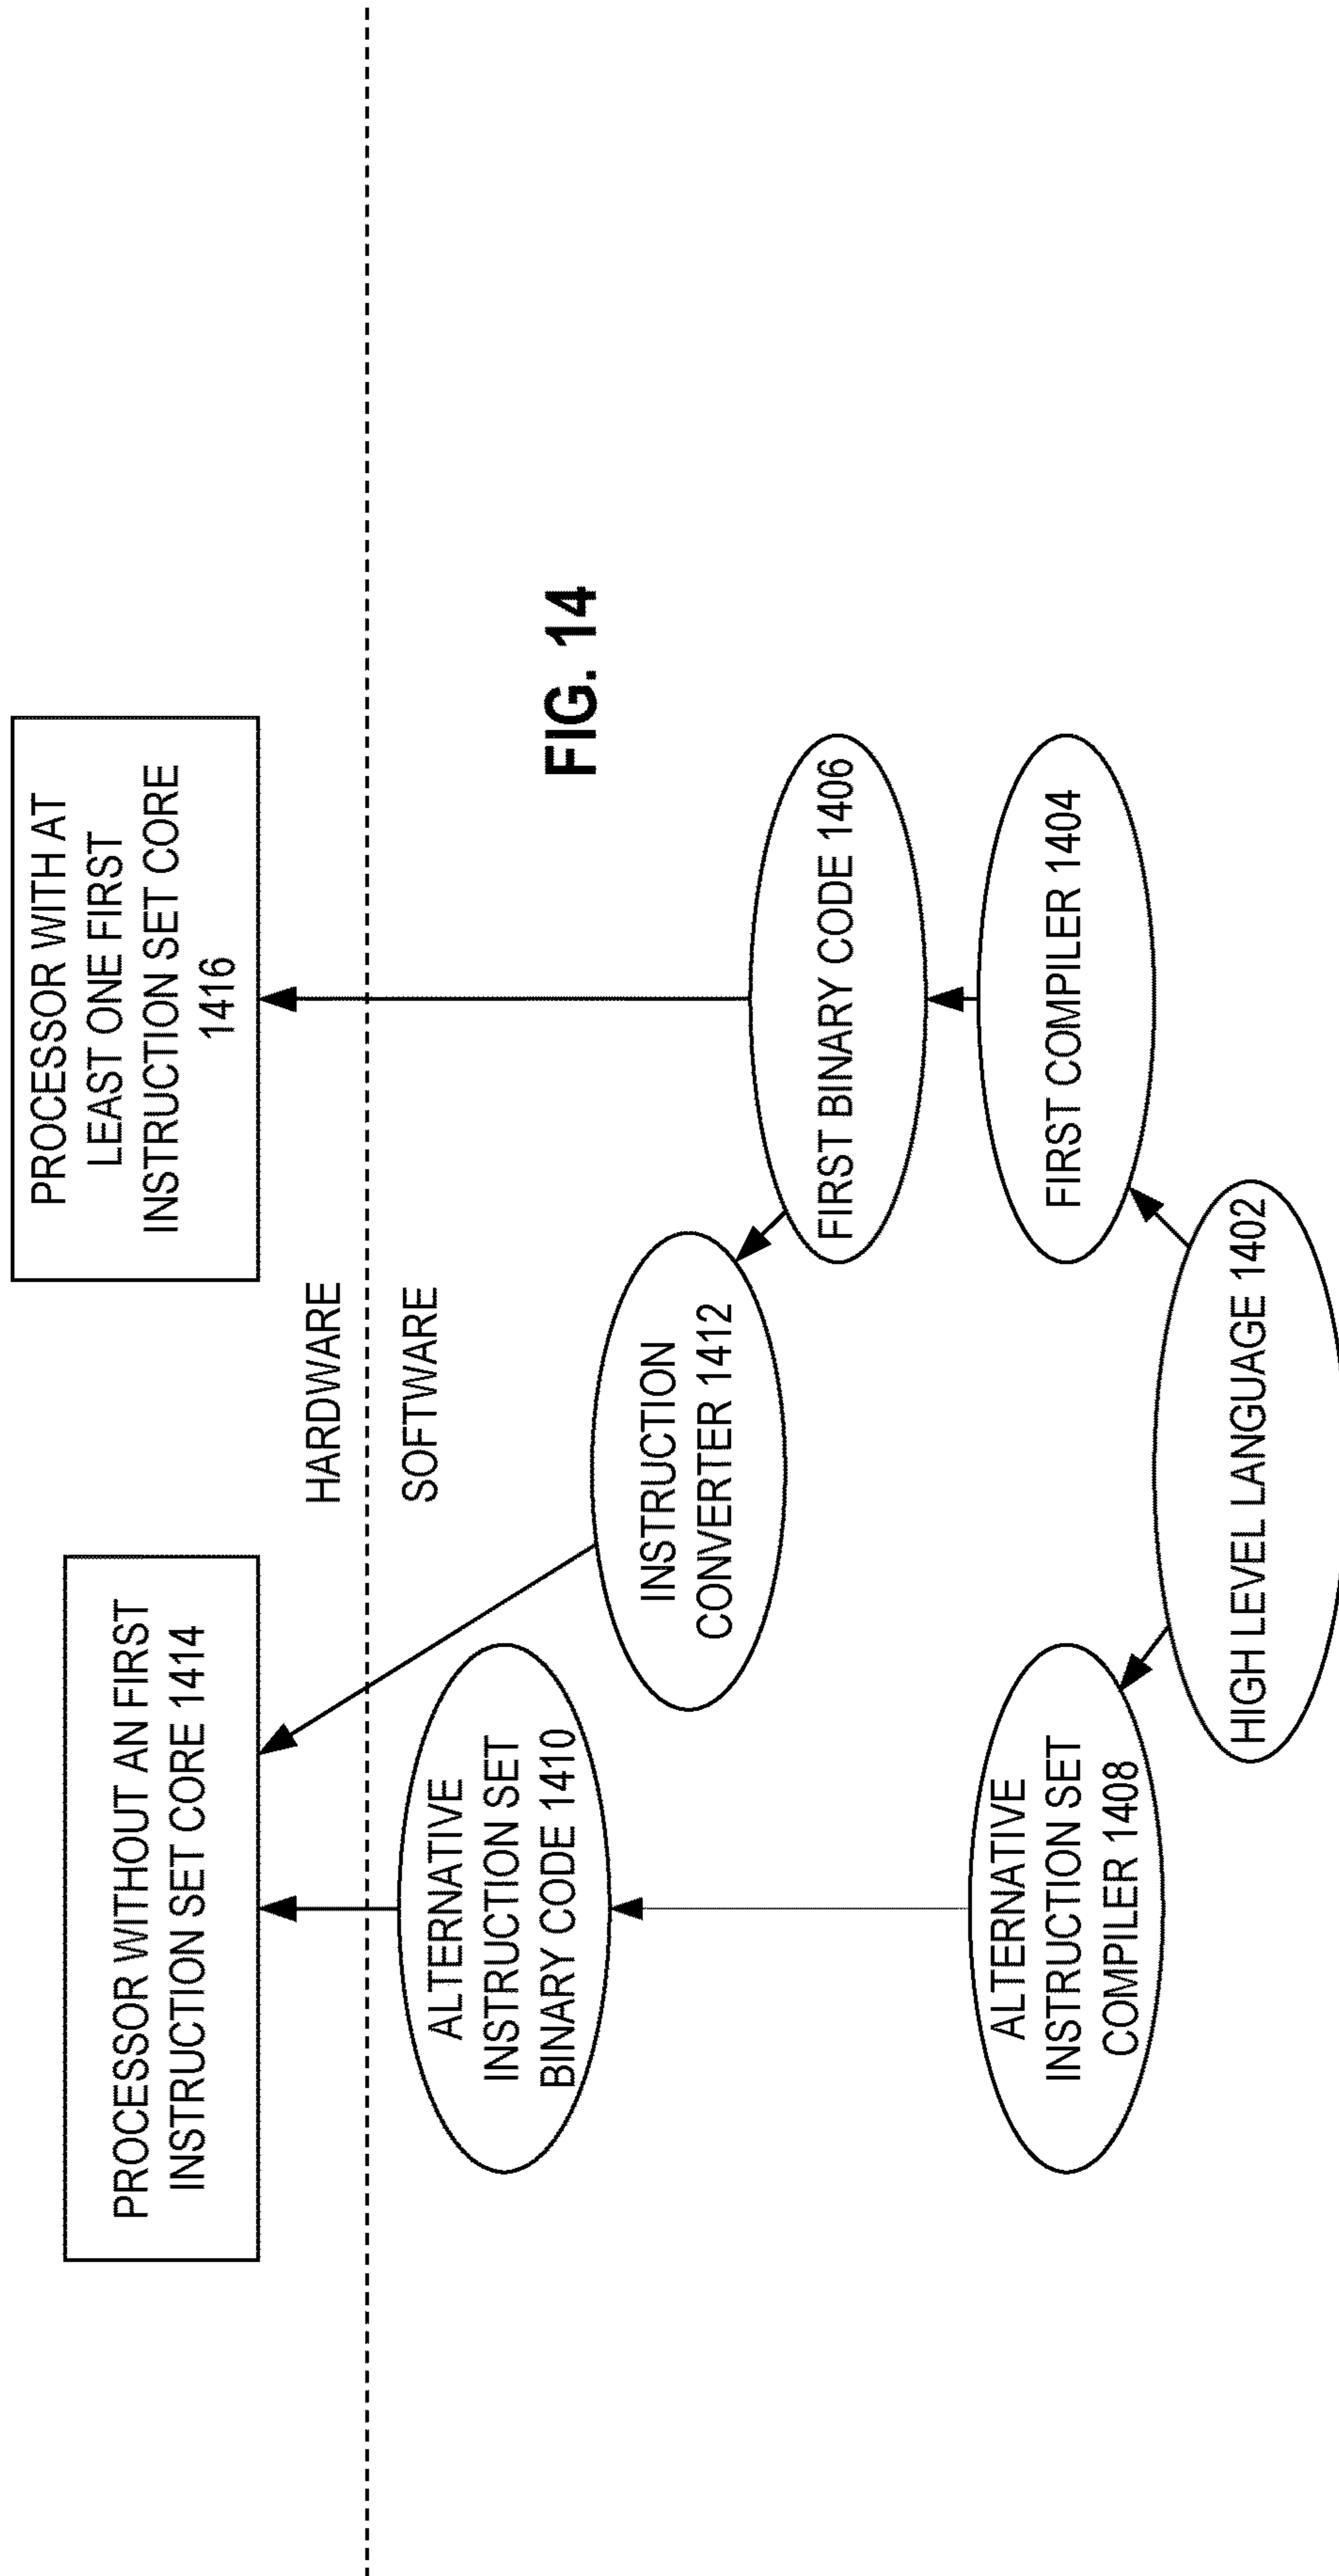 PROCESSOR WITHOUT AN FIRST
INSTRUCTION SET CORE 1414
PROCESSOR WITH AT
LEAST ONE FIRST
INSTRUCTION SET CORE
1416
HARDWARE
SOFTWARE
ALTERNATIVE
INSTRUCTION SET
BINARY CODE 1410
INSTRUCTION
CONVERTER 1412
FIG. 14
FIRST BINARY CODE 1406
ALTERNATIVE
INSTRUCTION SET
COMPILER 1408
FIRST COMPILER 1404
HIGH LEVEL LANGUAGE 1402